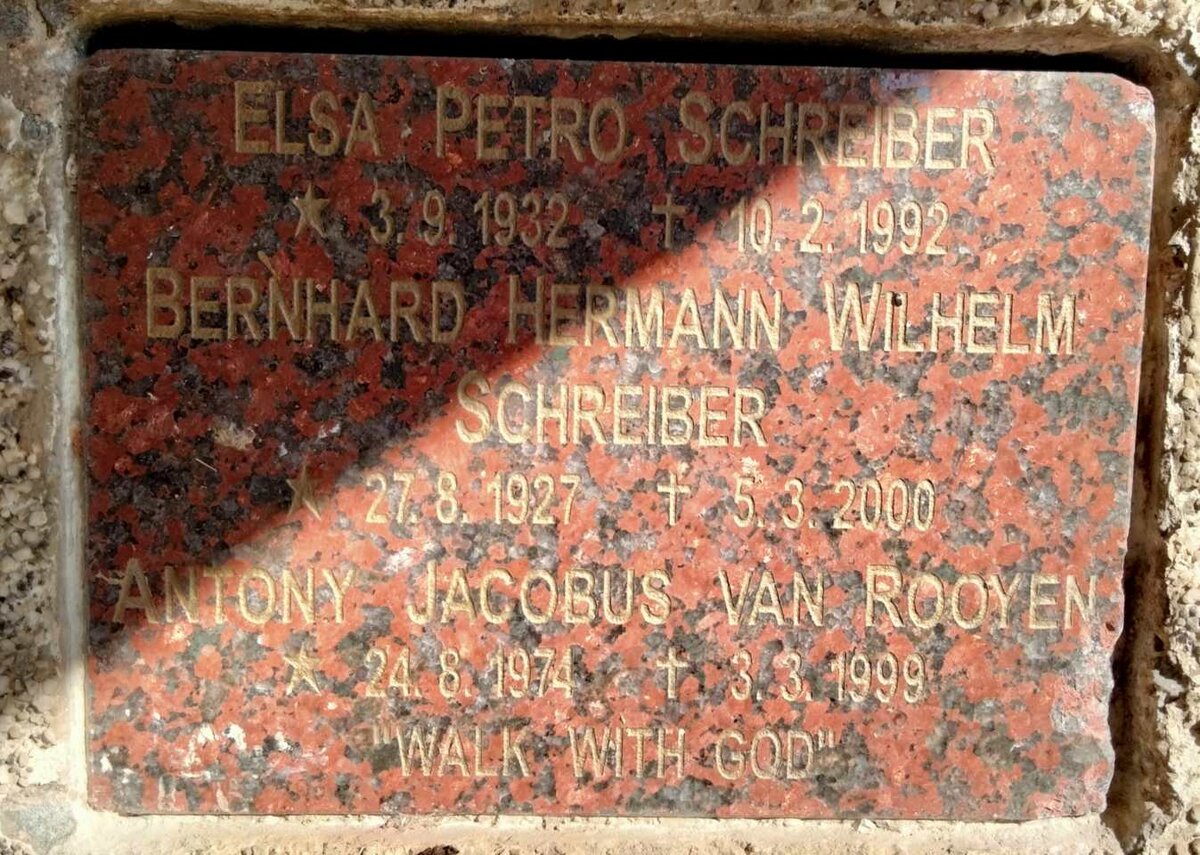 ELSA PETRO SCHREIBER
★ 3. 9. 1932 † 10. 2. 1992
BERNHARD HERMANN WILHELM
SCHREIBER
★ 27. 8. 1927 † 5. 3. 2000
ANTONY JACOBUS VAN ROOYEN
★ 24. 8. 1974 † 3. 3. 1999
"WALK WITH GOD"